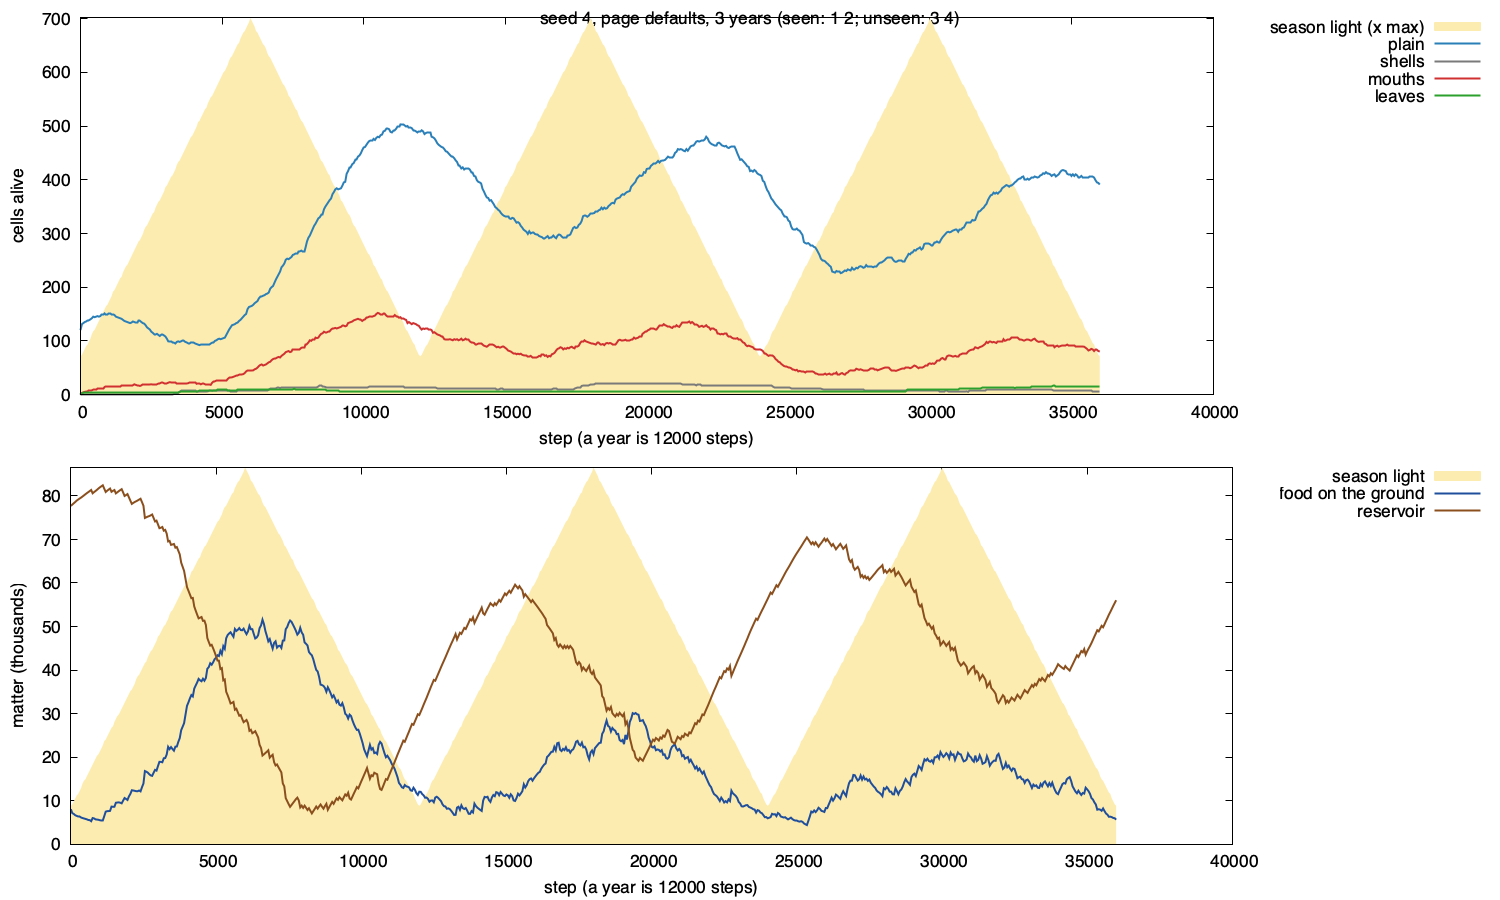 seed 4, page defaults, 3 years (seen: 1 2; unseen: 3 4)
season light (x max)
plain
shells
mouths
leaves
700
600
500
400
300
200
100
0
cells alive
0 5000 10000 15000 20000 25000 30000 35000 40000
step (a year is 12000 steps)
season light
food on the ground
reservoir
80
70
60
50
40
30
20
10
0
matter (thousands)
0 5000 10000 15000 20000 25000 30000 35000 40000
step (a year is 12000 steps)